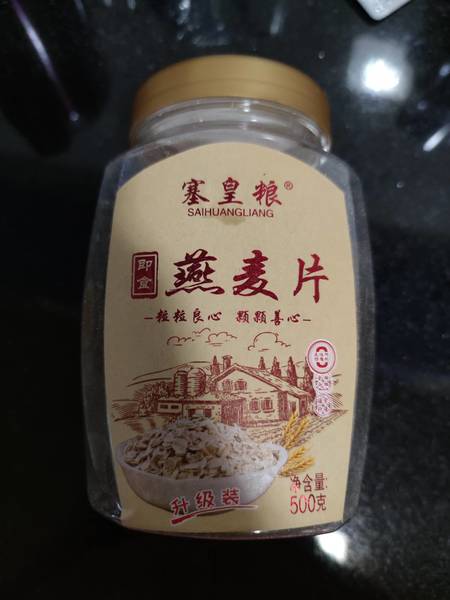 塞皇粮®
SAIHUANGLIANG
即食
燕麦片
粒粒良心 颗颗善心
升级装
净含量:
500克